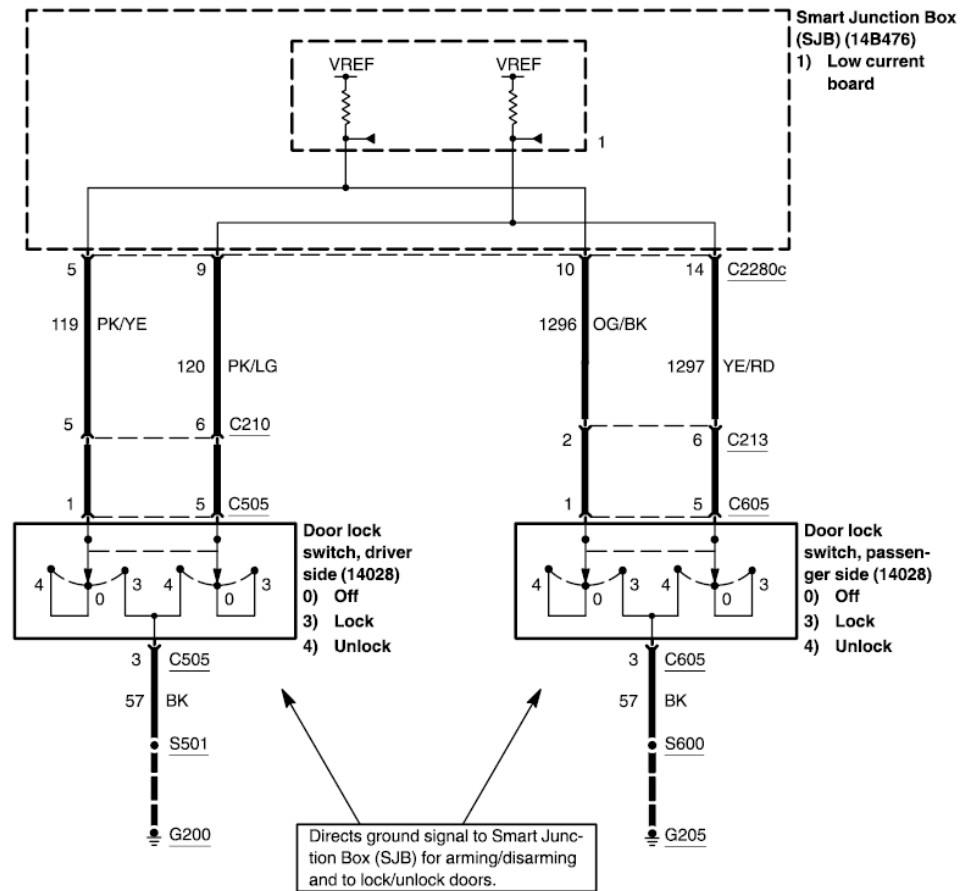 Smart Junction Box
(SJB) (14B476)
1) Low current
board
VREF VREF
1
5 9 10 14 C2280c
119 PK/YE 1296 OG/BK
120 PK/LG 1297 YE/RD
5 6 C210
2 6 C213
1 5 C505 1 5 C605
Door lock
switch, driver
side (14028)
0) Off
3) Lock
4) Unlock
4 0 3 4 0 3
Door lock
switch, passen-
ger side (14028)
0) Off
3) Lock
4) Unlock
4 0 3 4 0 3
3 C505 3 C605
57 BK 57 BK
S501 S600
G200 G205
Directs ground signal to Smart Junc-
tion Box (SJB) for arming/disarming
and to lock/unlock doors.